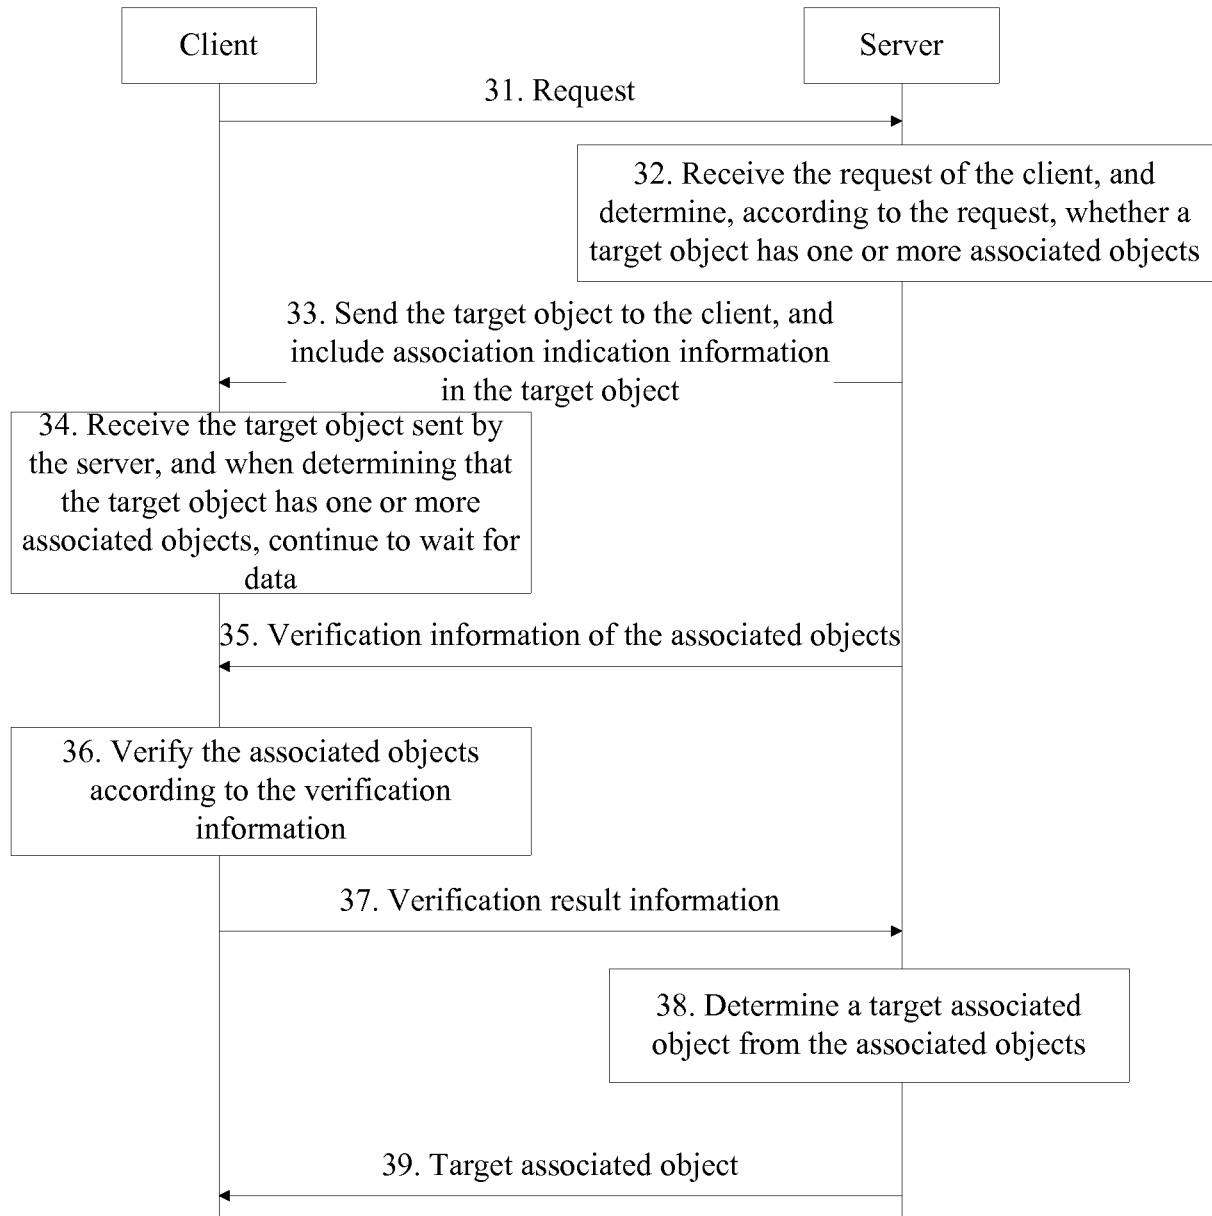 Client
Server
31. Request
32. Receive the request of the client, and
determine, according to the request, whether a
target object has one or more associated objects
33. Send the target object to the client, and
include association indication information
in the target object
34. Receive the target object sent by
the server, and when determining that
the target object has one or more
associated objects, continue to wait for
data
35. Verification information of the associated objects
36. Verify the associated objects
according to the verification
information
37. Verification result information
38. Determine a target associated
object from the associated objects
39. Target associated object